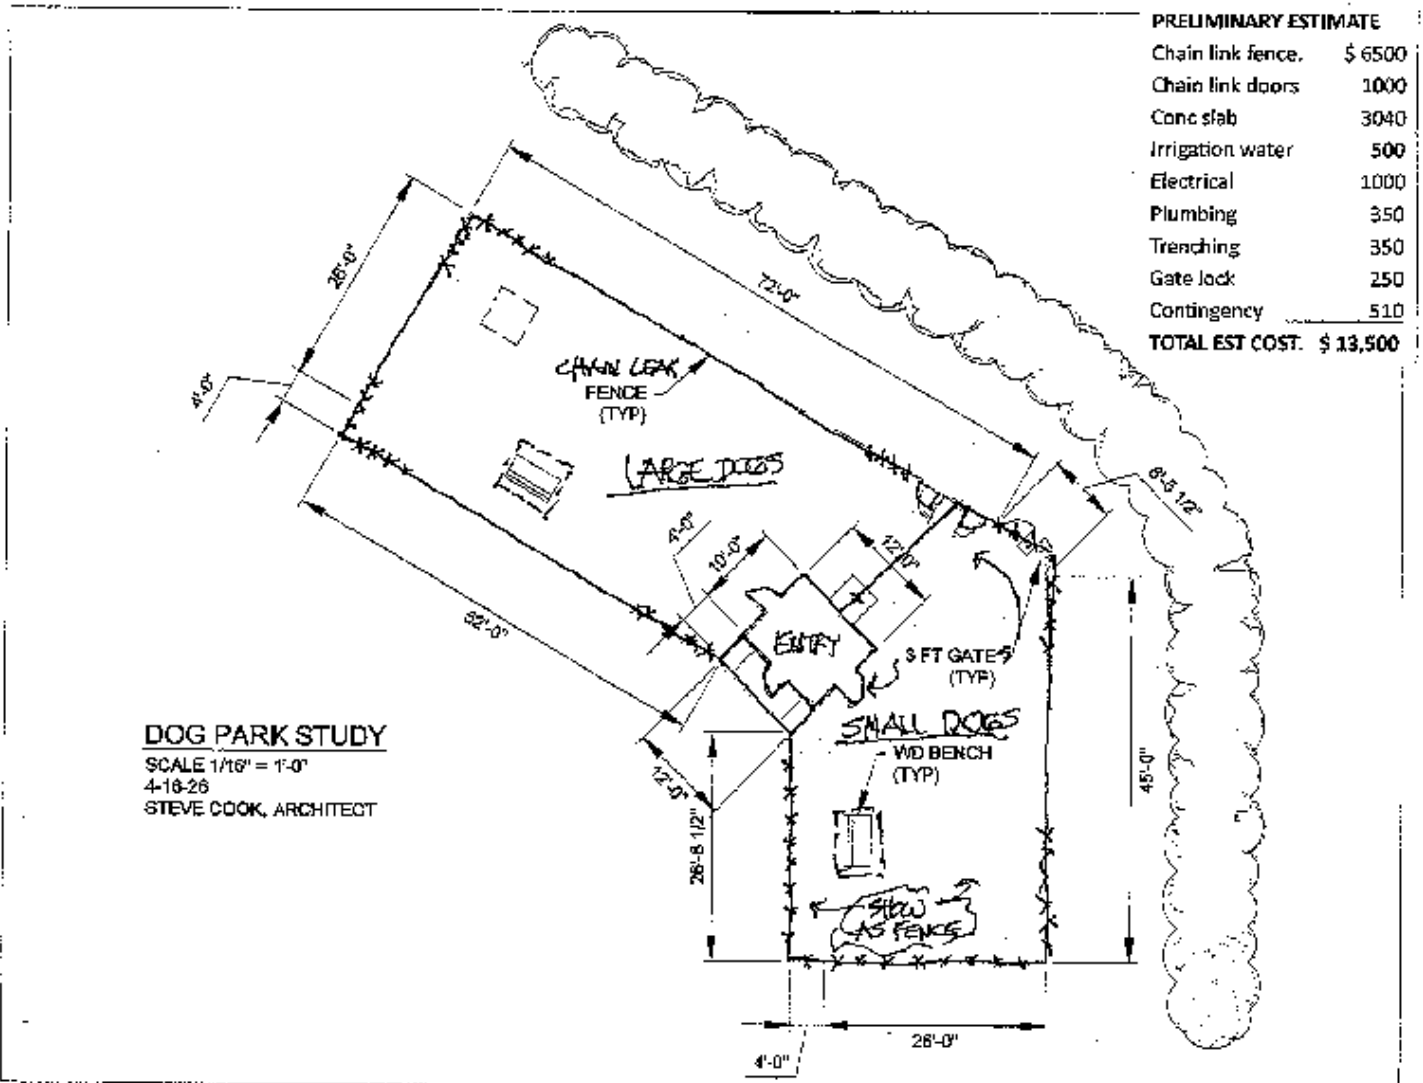 PRELIMINARY ESTIMATE
Chain link fence. $ 6500
Chain link doors 1000
Conc slab 3040
Irrigation water 500
Electrical 1000
Plumbing 350
Trenching 350
Gate lock 250
Contingency 510
TOTAL EST COST. $ 13,500
26'-0"
4'-0"
72'-0"
CHAIN LEAK
FENCE
(TYP)
LARGE DOGS
6'-5 1/2"
4'-0"
10'-0"
12'-0"
52'-0"
ENTRY
3 FT GATES
(TYP)
SMALL DOGS
WD BENCH
(TYP)
12'-0"
26'-8 1/2"
45'-0"
SHOW
AS FENCE
26'-0"
4'-0"
DOG PARK STUDY
SCALE 1/16" = 1'-0"
4-16-26
STEVE COOK, ARCHITECT